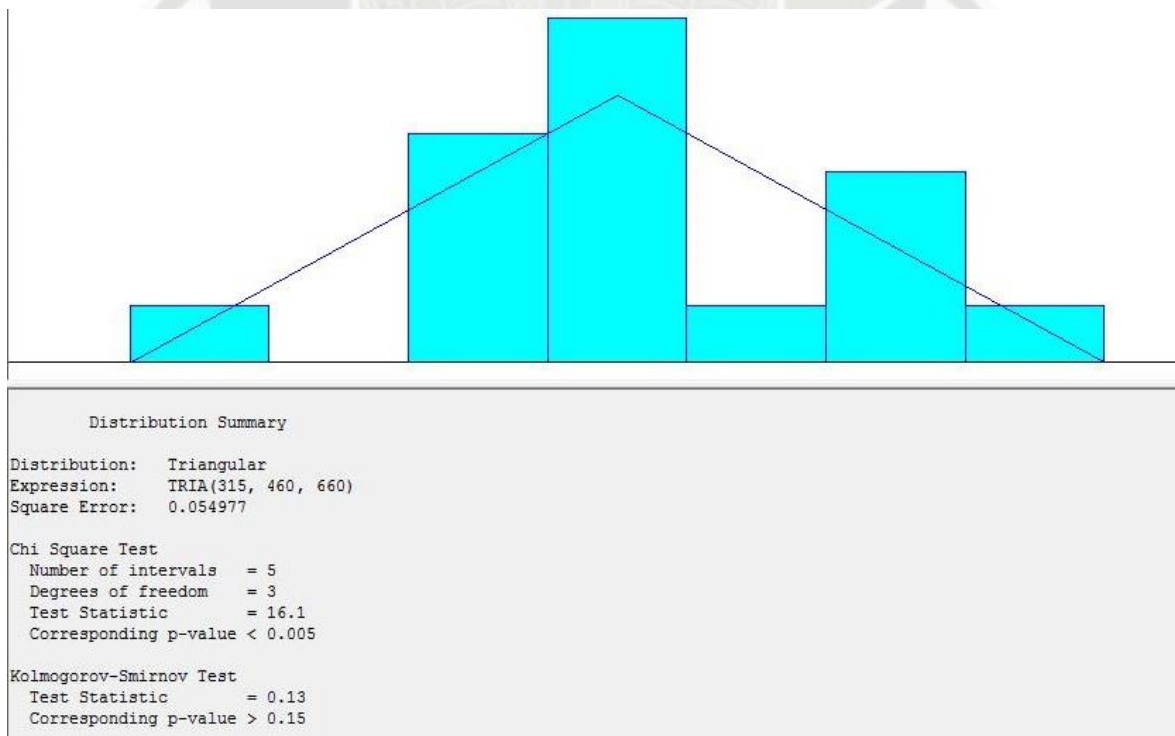 Distribution Summary
Distribution: Triangular
Expression: TRIA(315, 460, 660)
Square Error: 0.054977
Chi Square Test
Number of intervals = 5
Degrees of freedom = 3
Test Statistic = 16.1
Corresponding p-value < 0.005
Kolmogorov-Smirnov Test
Test Statistic = 0.13
Corresponding p-value > 0.15